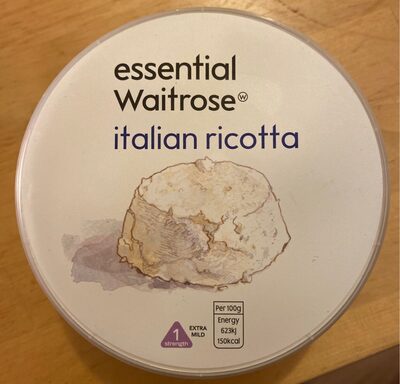 essential
Waitrose
italian ricotta
1
strength
EXTRA
MILD
Per 100g
Energy
623kJ
150kcal